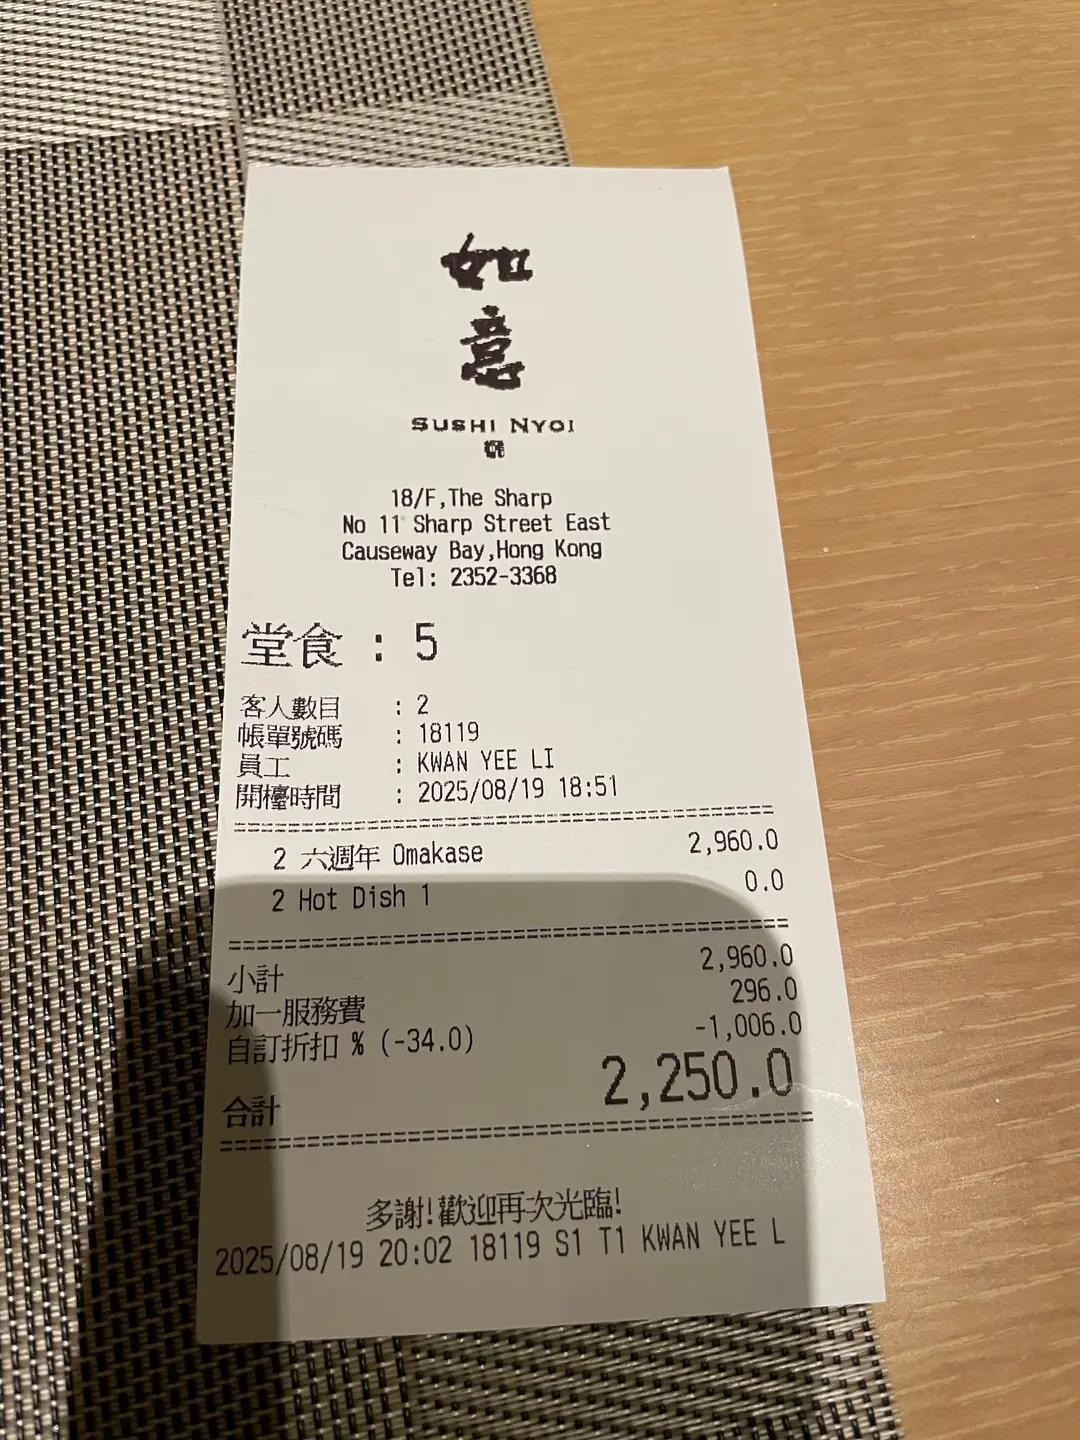 如
意
SUSHI NYOI
18/F,The Sharp
No 11 Sharp Street East
Causeway Bay,Hong Kong
Tel: 2352-3368
堂食 : 5
客人數目 : 2
帳單號碼 : 18119
員工 : KWAN YEE LI
開檯時間 : 2025/08/19 18:51
2 六週年 Omakase 2,960.0
2 Hot Dish 1 0.0
小計 2,960.0
加一服務費 296.0
自訂折扣 % (-34.0) -1,006.0
合計 2,250.0
多謝!歡迎再次光臨!
2025/08/19 20:02 18119 S1 T1 KWAN YEE L